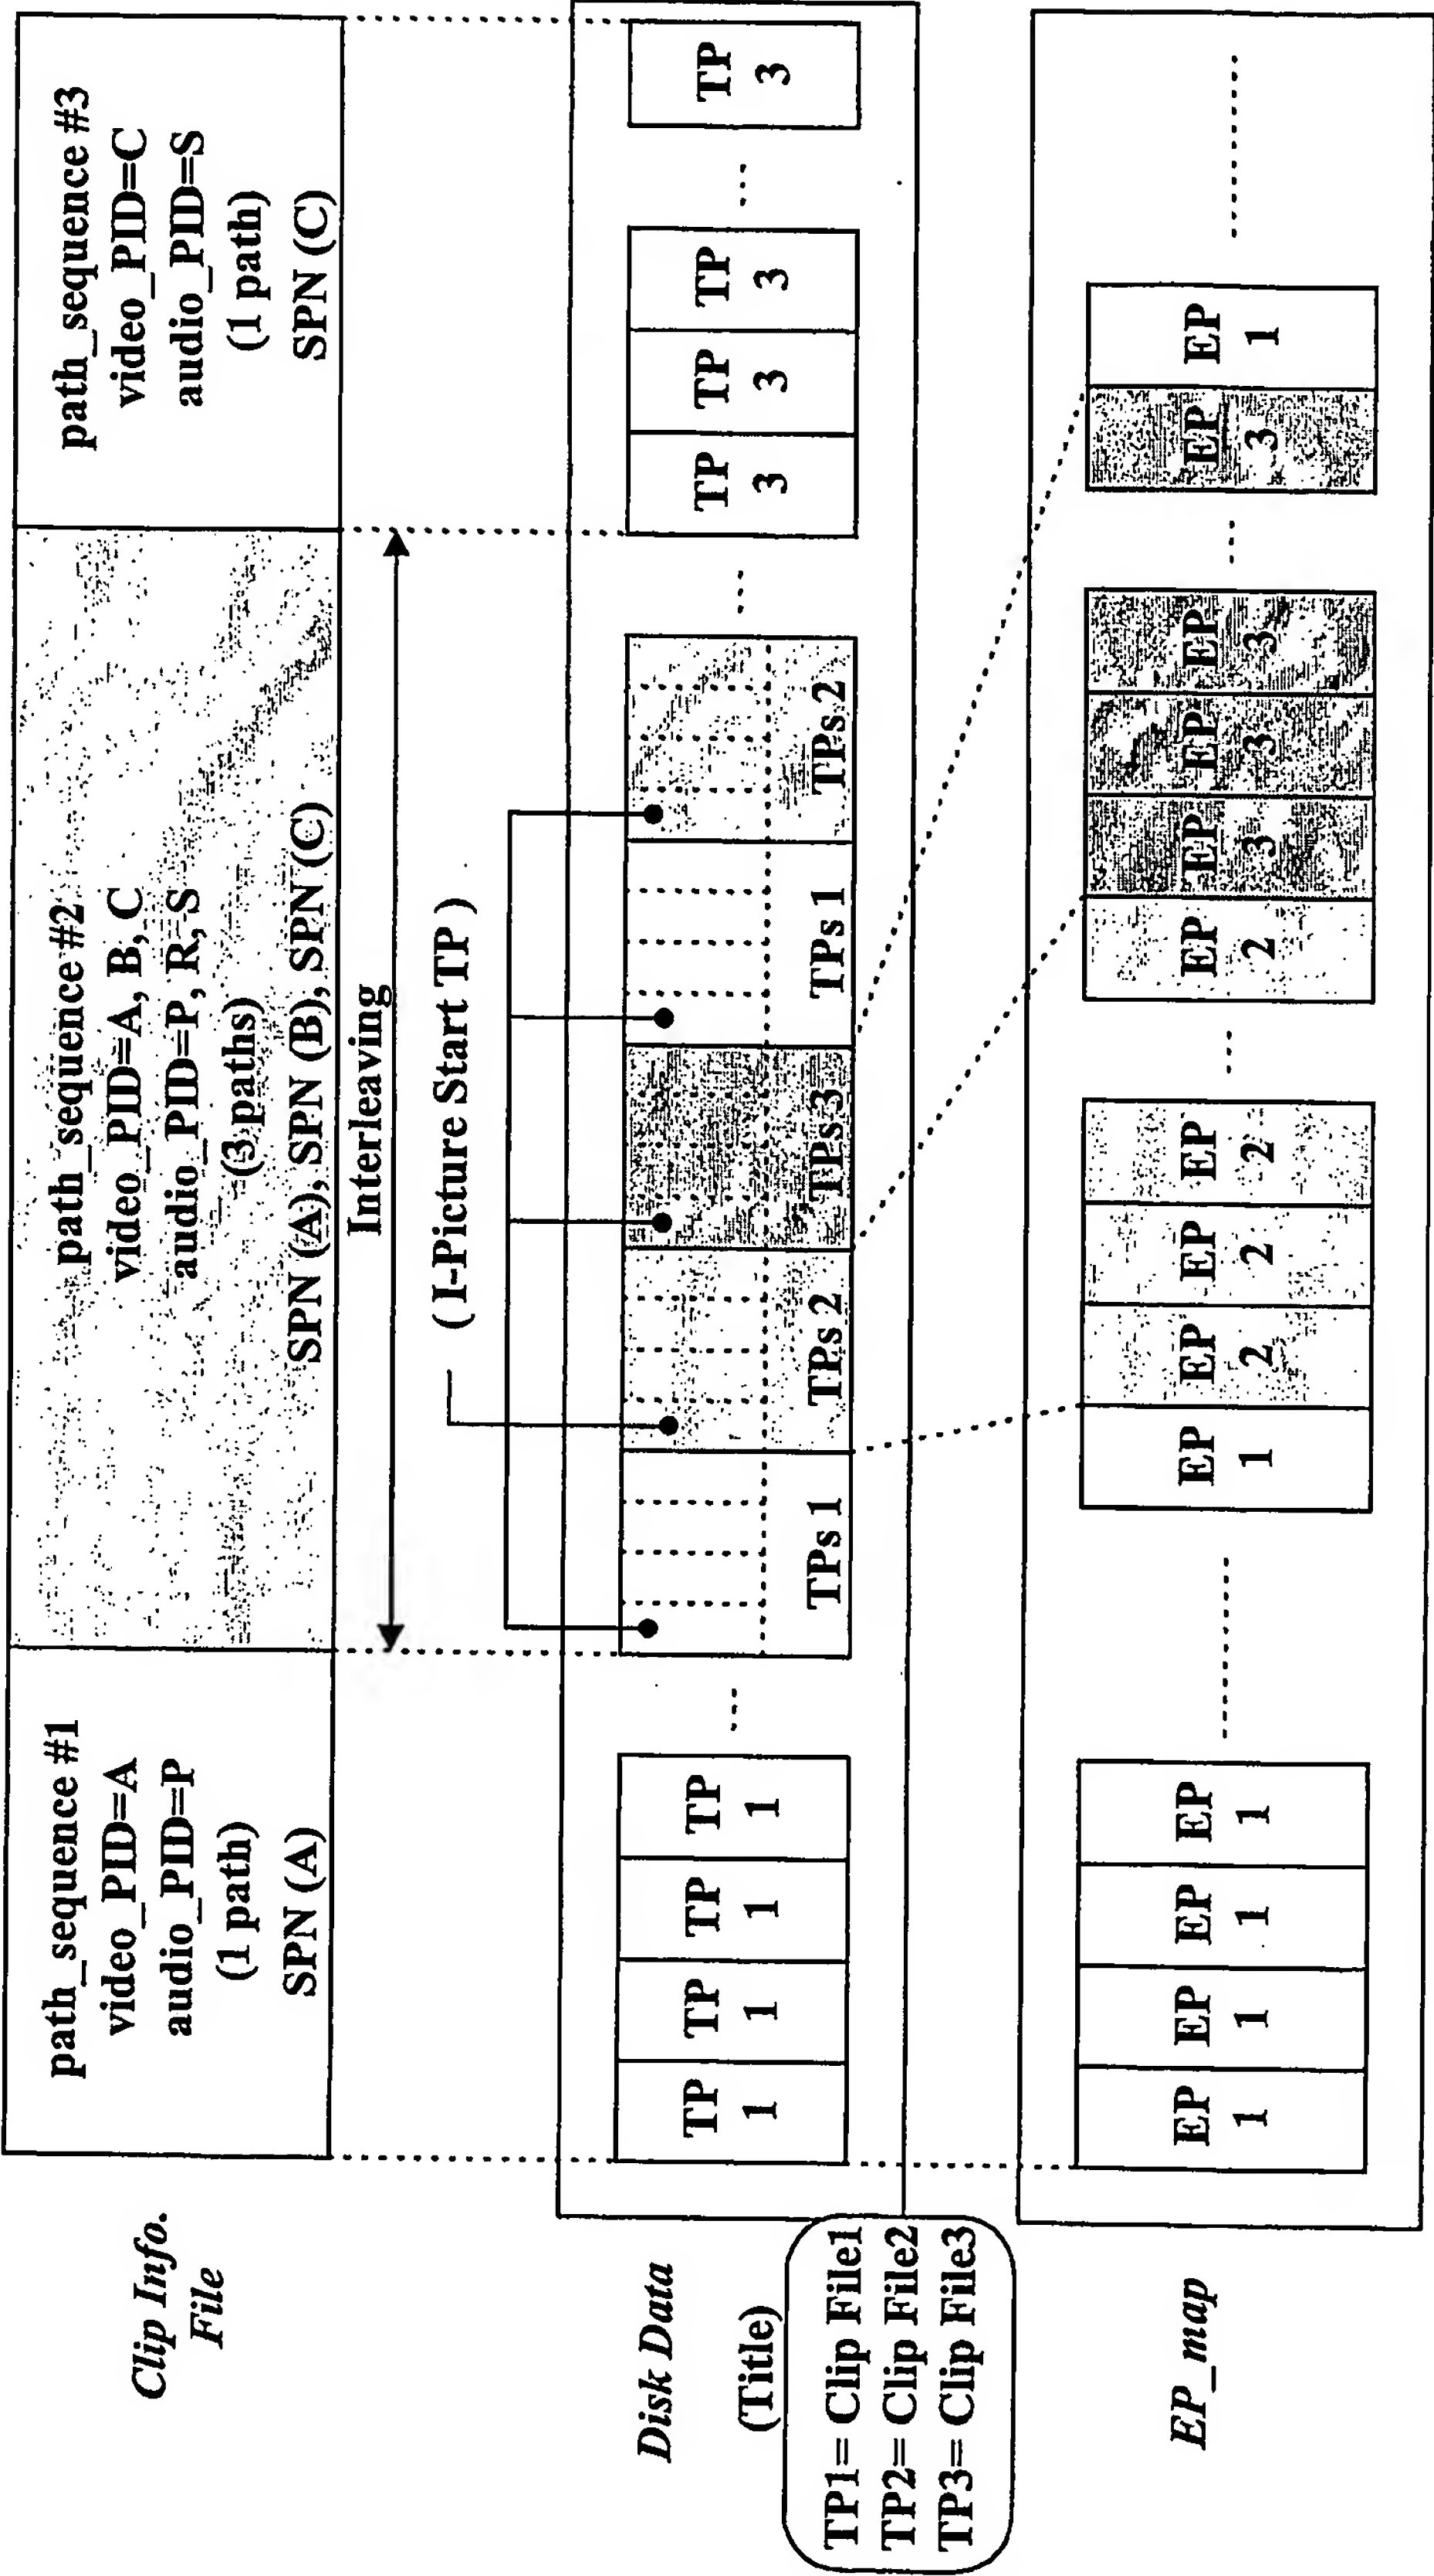 Clip Info.
File
path_sequence #1
video_PID=A
audio_PID=P
(1 path)
SPN (A)
path_sequence #2
video_PID=A, B, C
audio_PID=P, R, S
(3 paths)
SPN (A), SPN (B), SPN (C)
path_sequence #3
video_PID=C
audio_PID=S
(1 path)
SPN (C)
Interleaving
( I-Picture Start TP )
Disk Data
(Title)
TP1= Clip File1
TP2= Clip File2
TP3= Clip File3
TP
1
TP
1
TP
1
TP
1
TPs 1
TPs 2
TPs 3
TPs 1
TPs 2
TP
3
TP
3
TP
3
TP
3
EP_map
EP
1
EP
1
EP
1
EP
1
EP
1
EP
2
EP
2
EP
2
EP
2
EP
3
EP
3
EP
3
EP
3
EP
1